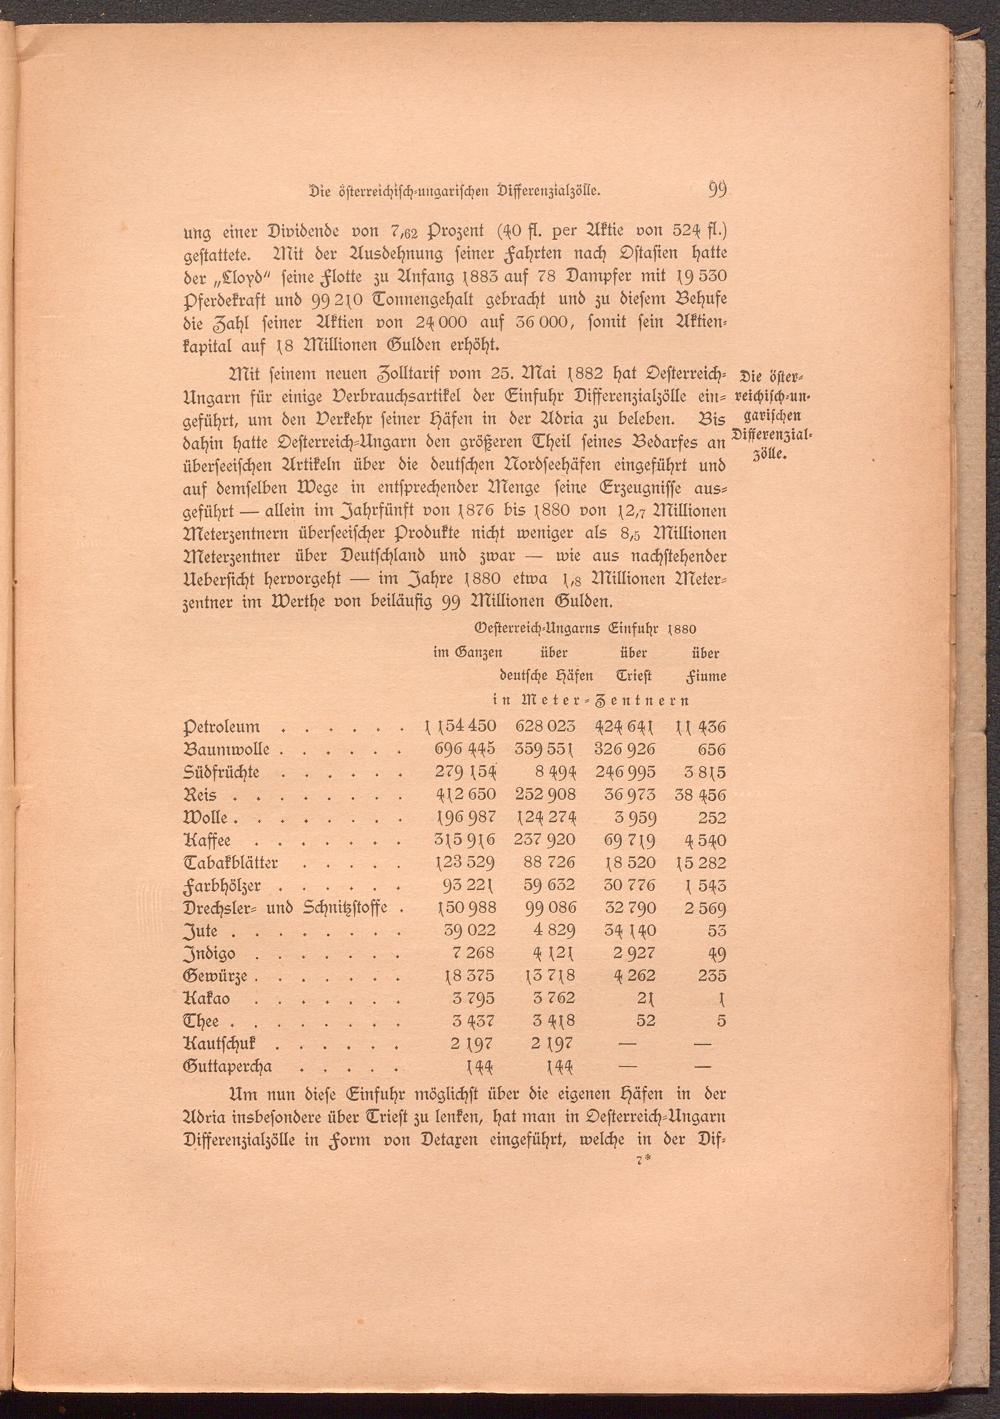 Die österreichisch-ungarischen Differenzialzölle. 99
ung einer Dividende von 7,62 Prozent (40 fl. per Aktie von 524 fl.)
gestattete. Mit der Ausdehnung seiner Fahrten nach Ostasien hatte
der „Lloyd“ seine Flotte zu Anfang 1883 auf 78 Dampfer mit 19 530
Pferdekraft und 99 210 Tonnengehalt gebracht und zu diesem Behufe
die Zahl seiner Aktien von 24 000 auf 36 000, somit sein Aktien-
kapital auf 18 Millionen Gulden erhöht.
Mit seinem neuen Zolltarif vom 25. Mai 1882 hat Oesterreich-
Ungarn für einige Verbrauchsartikel der Einfuhr Differenzialzölle ein-
geführt, um den Verkehr seiner Häfen in der Adria zu beleben. Bis
dahin hatte Oesterreich-Ungarn den größeren Theil seines Bedarfes an
überseeischen Artikeln über die deutschen Nordseehäfen eingeführt und
auf demselben Wege in entsprechender Menge seine Erzeugnisse aus-
geführt — allein im Jahrfünft von 1876 bis 1880 von 12,7 Millionen
Meterzentnern überseeischer Produkte nicht weniger als 8,5 Millionen
Meterzentner über Deutschland und zwar — wie aus nachstehender
Uebersicht hervorgeht — im Jahre 1880 etwa 1,8 Millionen Meter-
zentner im Werthe von beiläufig 99 Millionen Gulden.
Die öster-
reichisch-un-
garischen
Differenzial-
zölle.
Oesterreich-Ungarns Einfuhr 1880
im Ganzen über über über
deutsche Häfen Triest Fiume
in Meter-Zentnern
Petroleum . . . . . . 1 154 450 628 023 424 641 11 436
Baumwolle . . . . . . 696 445 359 551 326 926 656
Südfrüchte . . . . . . 279 154 8 494 246 995 3 815
Reis . . . . . . . . 412 650 252 908 36 973 38 456
Wolle . . . . . . . . 196 987 124 274 3 959 252
Kaffee . . . . . . . 315 916 237 920 69 719 4 540
Tabakblätter . . . . . 123 529 88 726 18 520 15 282
Farbhölzer . . . . . . 93 221 59 632 30 776 1 543
Drechsler- und Schnitzstoffe . 150 988 99 086 32 790 2 569
Jute . . . . . . . . 39 022 4 829 34 140 53
Indigo . . . . . . . 7 268 4 121 2 927 49
Gewürze . . . . . . . 18 375 13 718 4 262 235
Kakao . . . . . . . 3 795 3 762 21 1
Thee . . . . . . . . 3 437 3 418 52 5
Kautschuk . . . . . . 2 197 2 197 — —
Guttapercha . . . . . 144 144 — —
Um nun diese Einfuhr möglichst über die eigenen Häfen in der
Adria insbesondere über Triest zu lenken, hat man in Oesterreich-Ungarn
Differenzialzölle in Form von Detaxen eingeführt, welche in der Dif-
7*